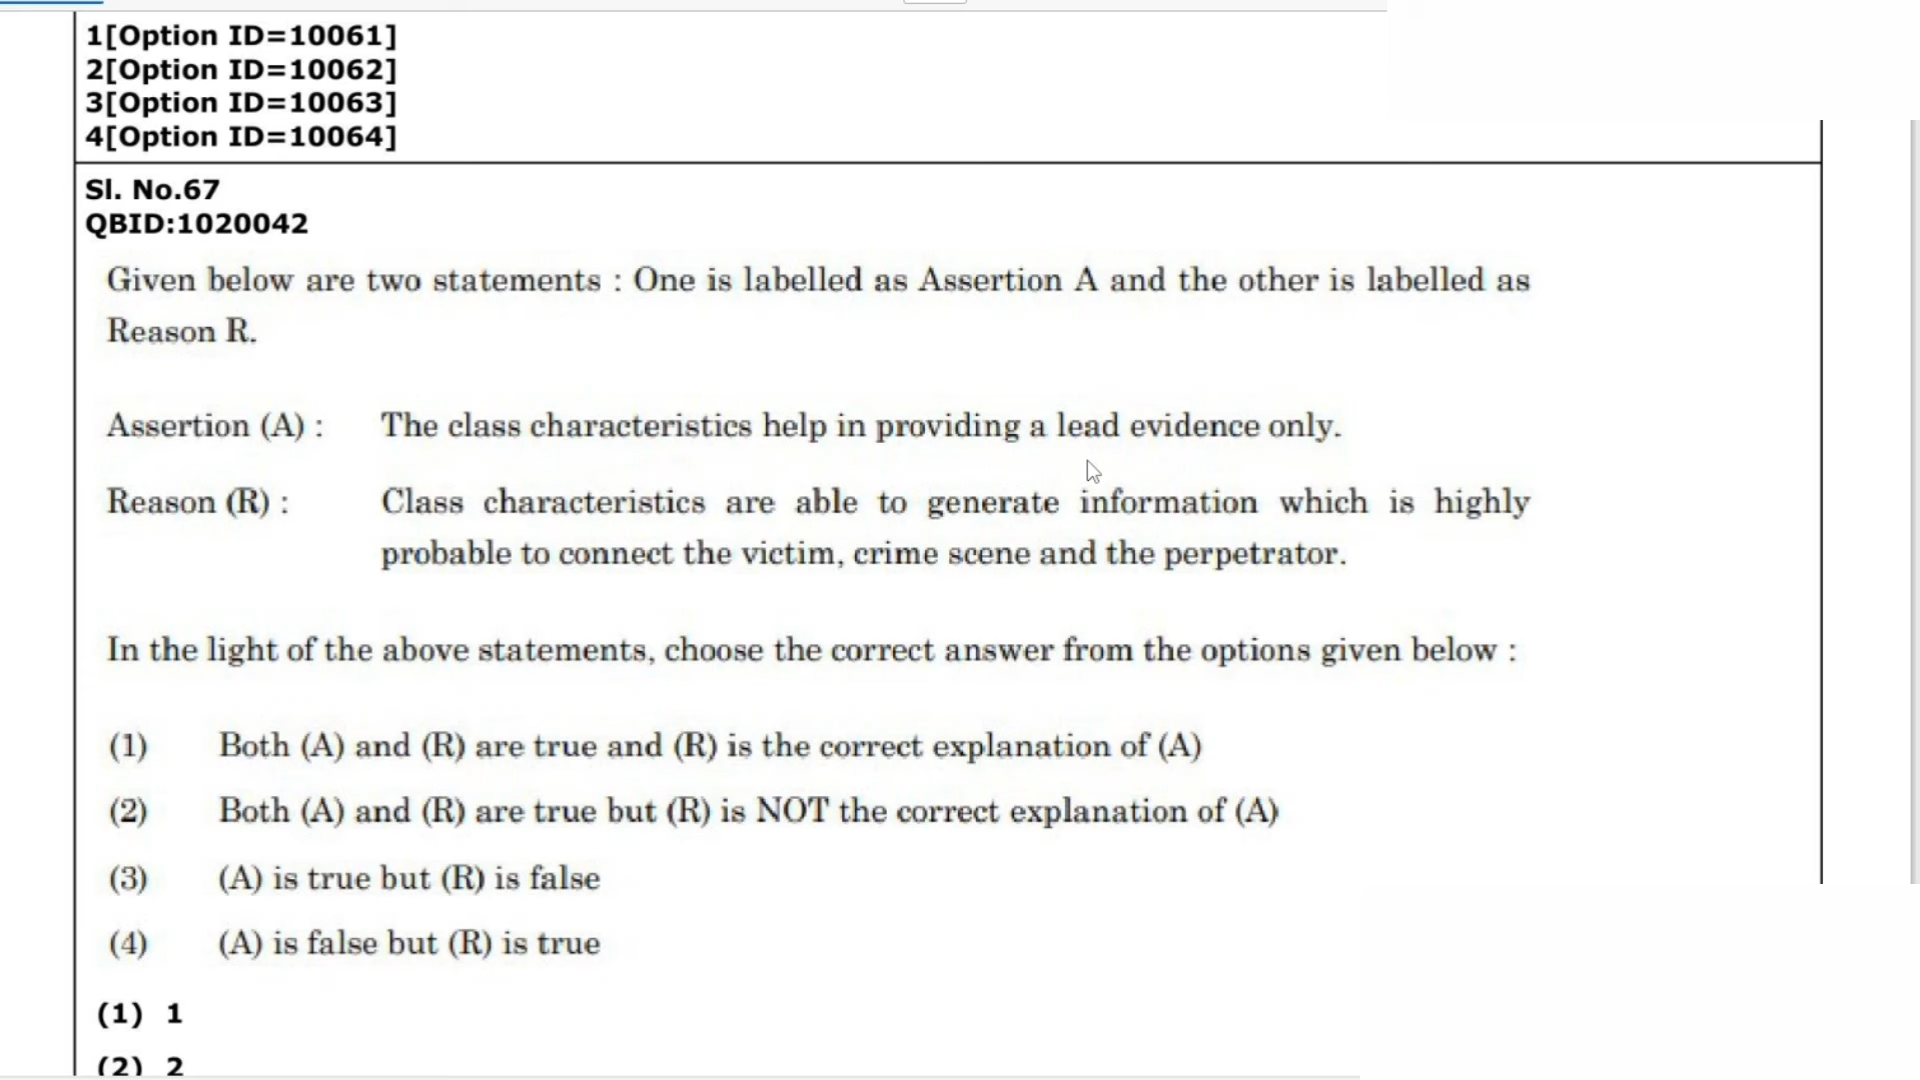 1[Option ID=10061]
2[Option ID=10062]
3[Option ID=10063]
4[Option ID=10064]
Sl. No.67
QBID:1020042
Given below are two statements : One is labelled as Assertion A and the other is labelled as
Reason R.
Assertion (A) : The class characteristics help in providing a lead evidence only.
Reason (R) : Class characteristics are able to generate information which is highly
probable to connect the victim, crime scene and the perpetrator.
In the light of the above statements, choose the correct answer from the options given below :
(1) Both (A) and (R) are true and (R) is the correct explanation of (A)
(2) Both (A) and (R) are true but (R) is NOT the correct explanation of (A)
(3) (A) is true but (R) is false
(4) (A) is false but (R) is true
(1) 1
(2) 2